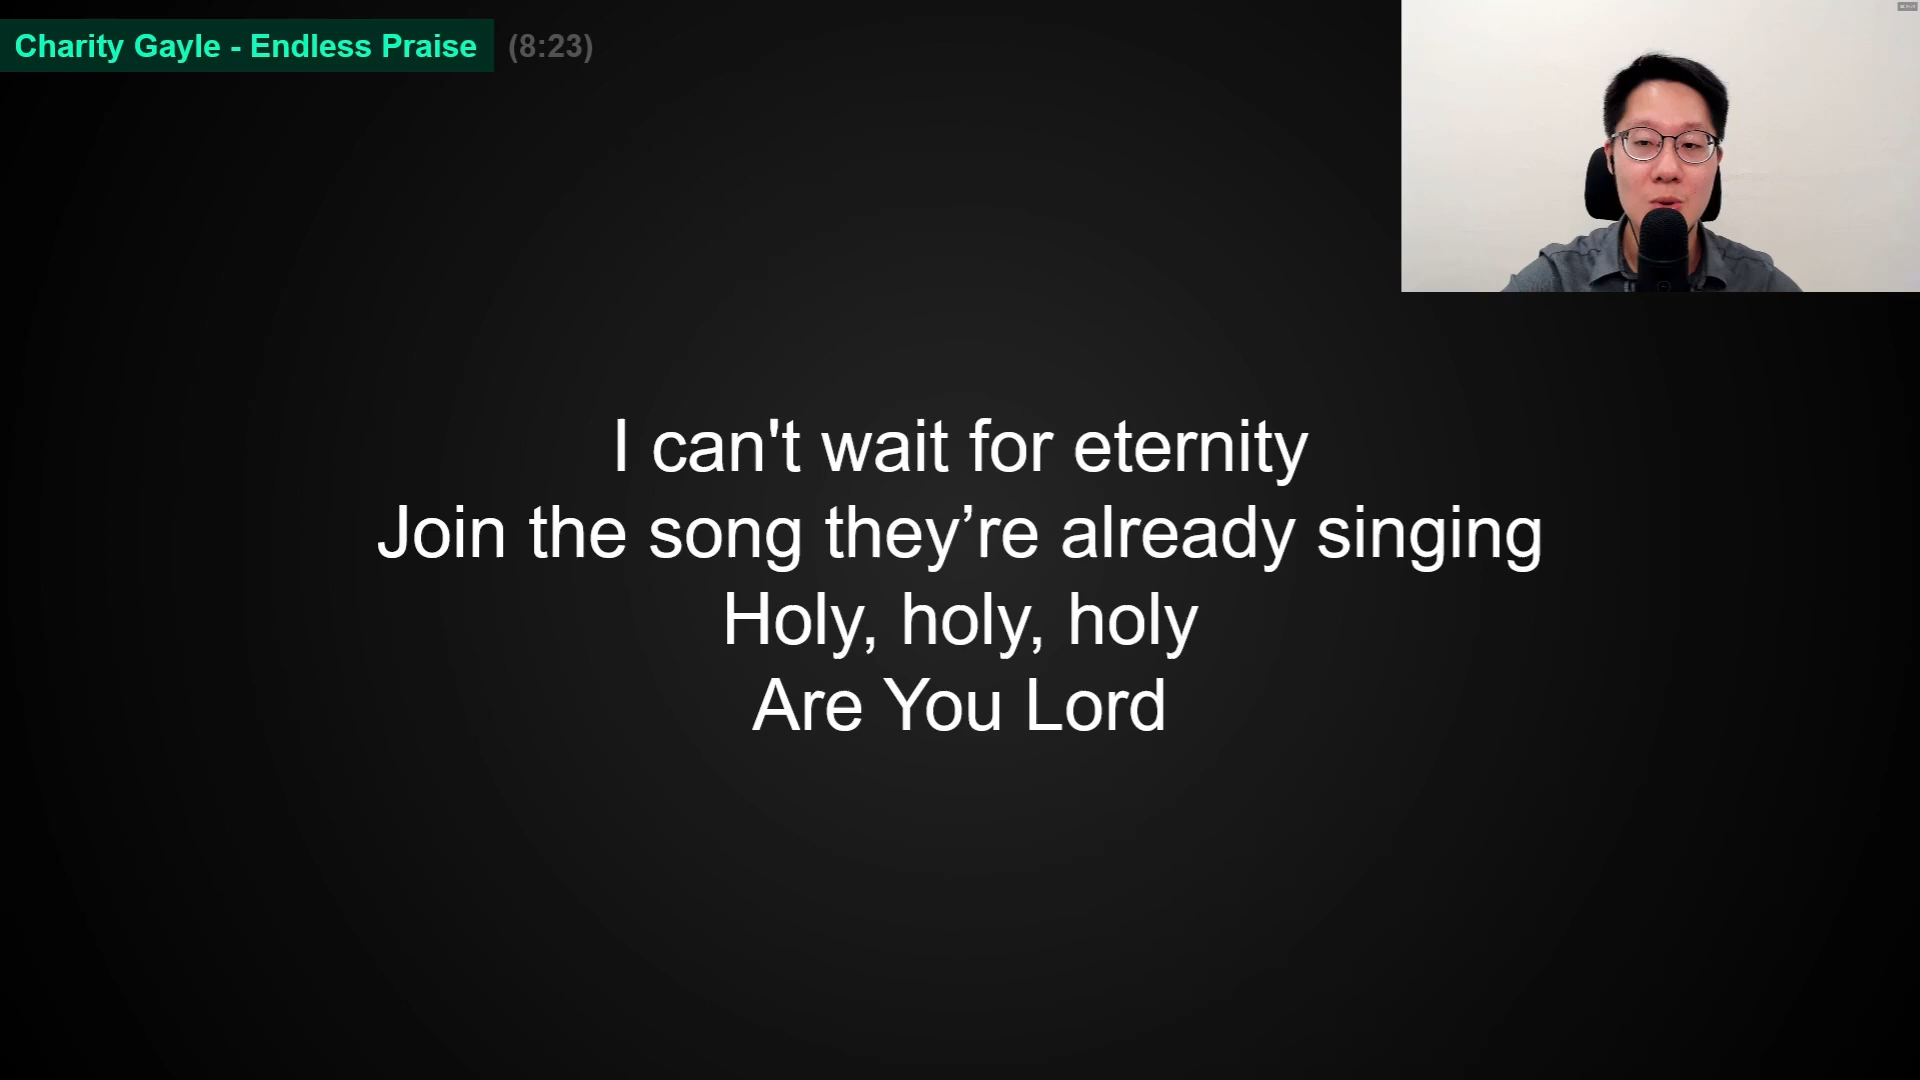 Charity Gayle - Endless Praise (8:23)
I can't wait for eternity
Join the song they’re already singing
Holy, holy, holy
Are You Lord